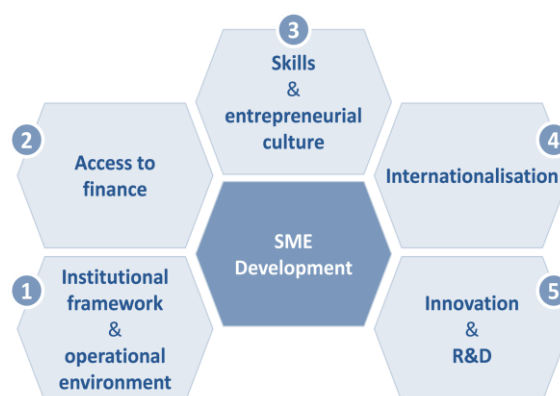 3
Skills
&
entrepreneurial
culture
2
Access to
finance
4
Internationalisation
SME
Development
1
Institutional
framework
&
operational
environment
5
Innovation
&
R&D